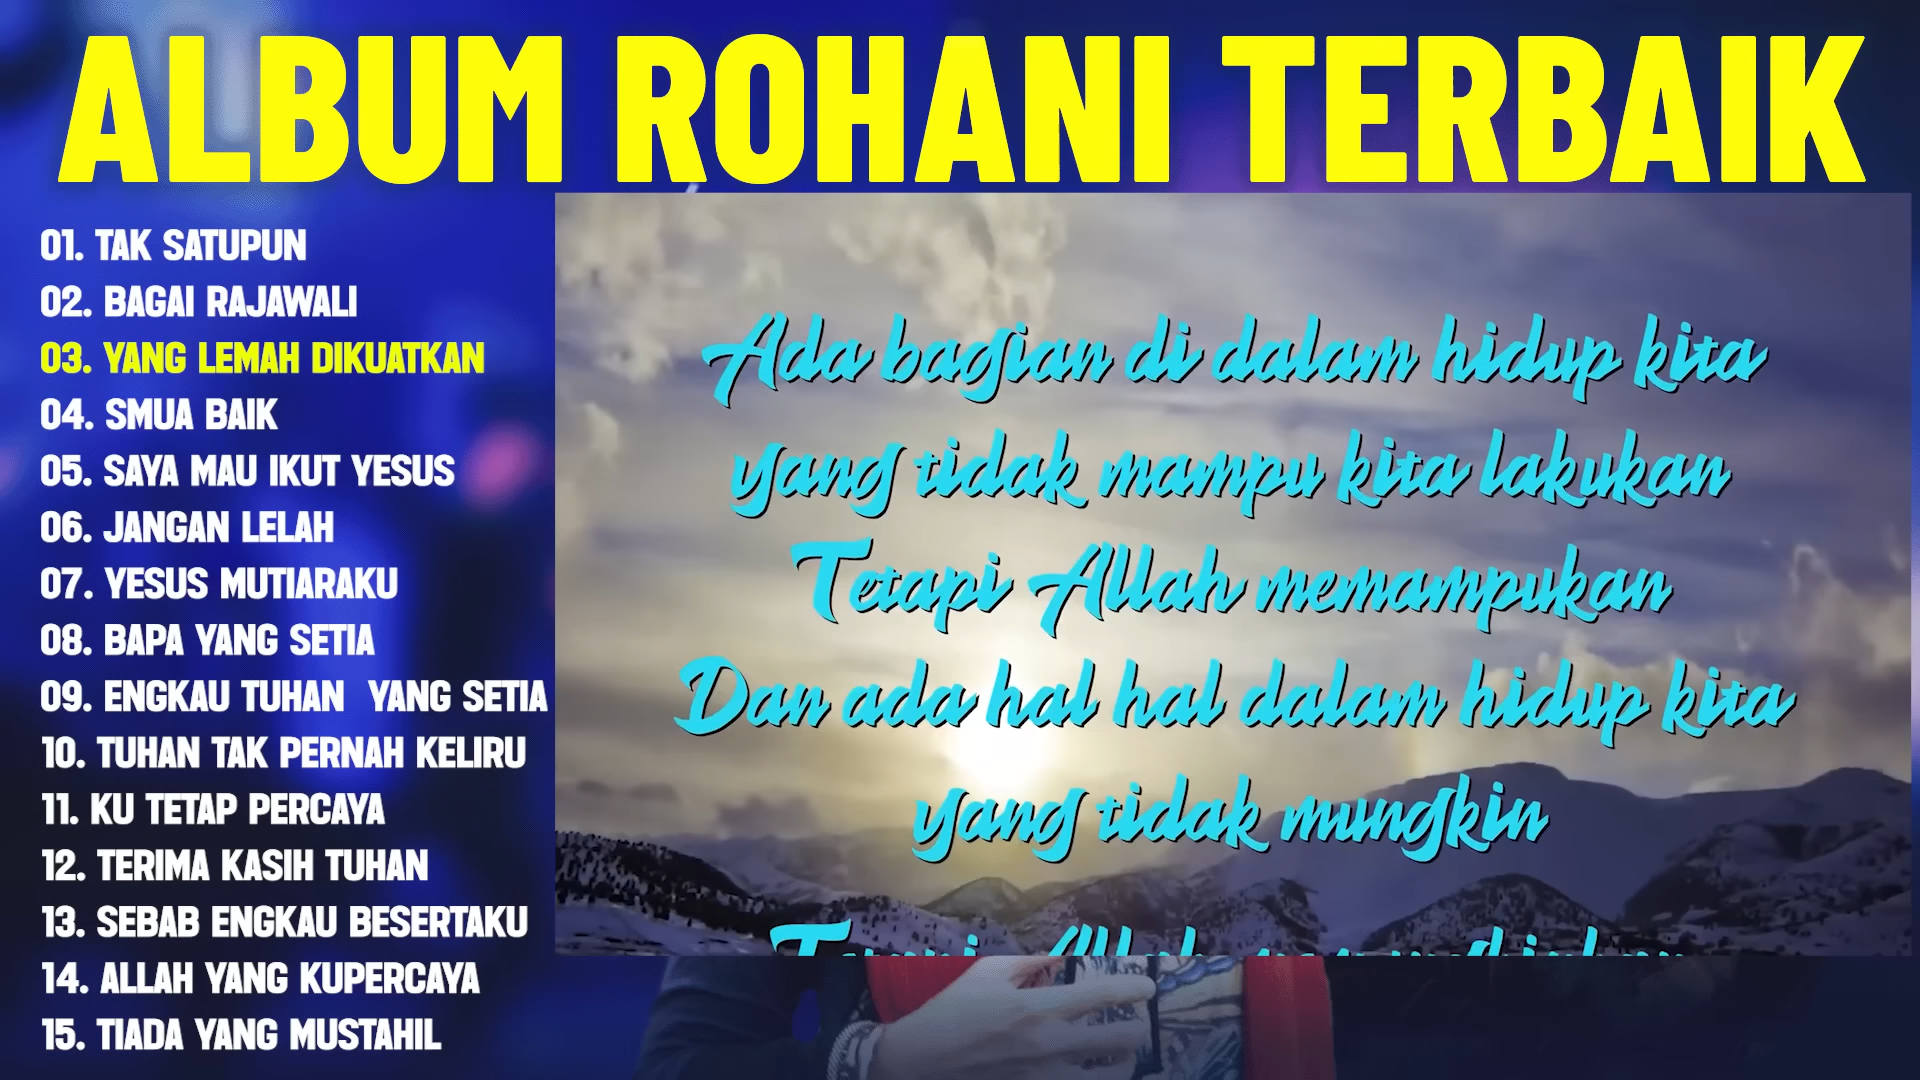 ALBUM ROHANI TERBAIK
01. TAK SATUPUN
02. BAGAI RAJAWALI
03. YANG LEMAH DIKUATKAN
04. SMUA BAIK
05. SAYA MAU IKUT YESUS
06. JANGAN LELAH
07. YESUS MUTIARAKU
08. BAPA YANG SETIA
09. ENGKAU TUHAN YANG SETIA
10. TUHAN TAK PERNAH KELIRU
11. KU TETAP PERCAYA
12. TERIMA KASIH TUHAN
13. SEBAB ENGKAU BESERTAKU
14. ALLAH YANG KUPERCAYA
15. TIADA YANG MUSTAHIL
Ada bagian di dalam hidup kita
yang tidak mampu kita lakukan
Tetapi Allah memampukan
Dan ada hal hal dalam hidup kita
yang tidak mungkin